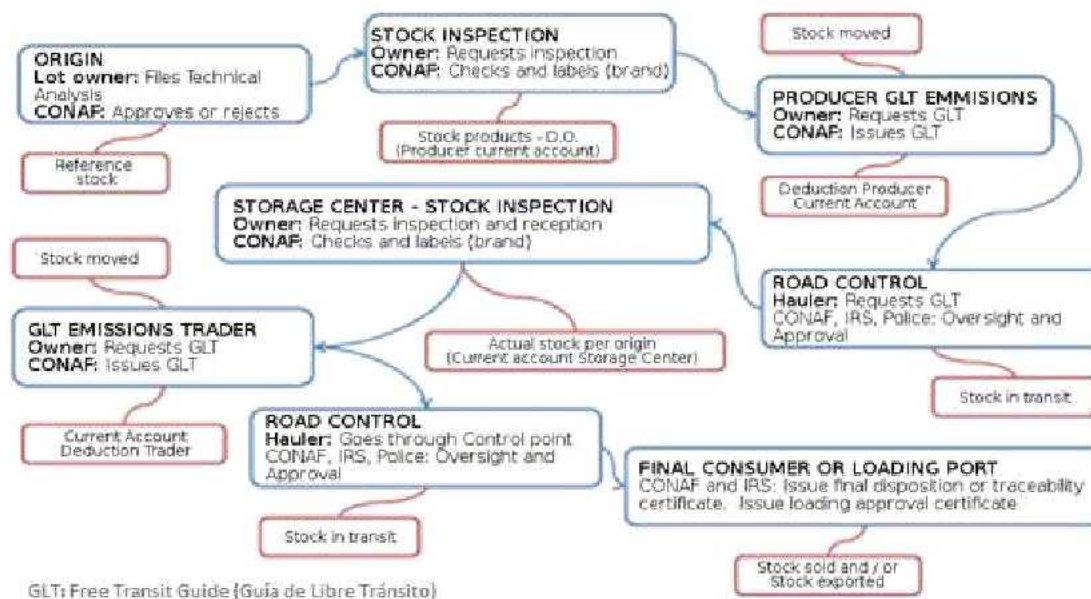 ORIGIN
Lot owner: Files Technical
Analysis
CONAF: Approves or rejects
Reference
stock
STOCK INSPECTION
Owner: Requests inspection
CONAF: Checks and labels (brand)
Stock products - D.O.
(Producer current account)
Stock moved
PRODUCER GLT EMMISIONS
Owner: Requests GLT
CONAF: Issues GLT
Deduction Producer
Current Account
ROAD CONTROL
Hauler: Requests GLT
CONAF, IRS, Police: Oversight and
Approval
Stock in transit
STORAGE CENTER - STOCK INSPECTION
Owner: Requests inspection and reception
CONAF: Checks and labels (brand)
Actual stock per origin
(Current account Storage Center)
Stock moved
GLT EMISSIONS TRADER
Owner: Requests GLT
CONAF: Issues GLT
Current Account
Deduction Trader
ROAD CONTROL
Hauler: Goes through Control point
CONAF, IRS, Police: Oversight and
Approval
Stock in transit
FINAL CONSUMER OR LOADING PORT
CONAF and IRS: Issue final disposition or traceability
certificate. Issue loading approval certificate
Stock sold and / or
Stock exported
GLT: Free Transit Guide (Guía de Libre Tránsito)